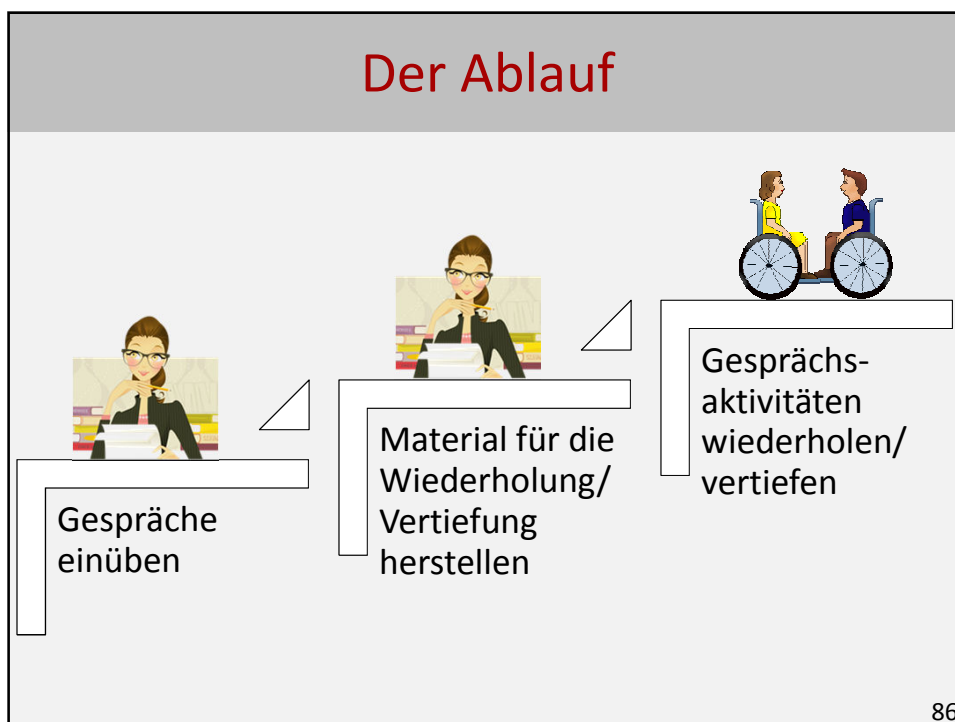 Der Ablauf
Gespräche
einüben
Material für die
Wiederholung/
Vertiefung
herstellen
Gesprächs-
aktivitäten
wiederholen/
vertiefen
86